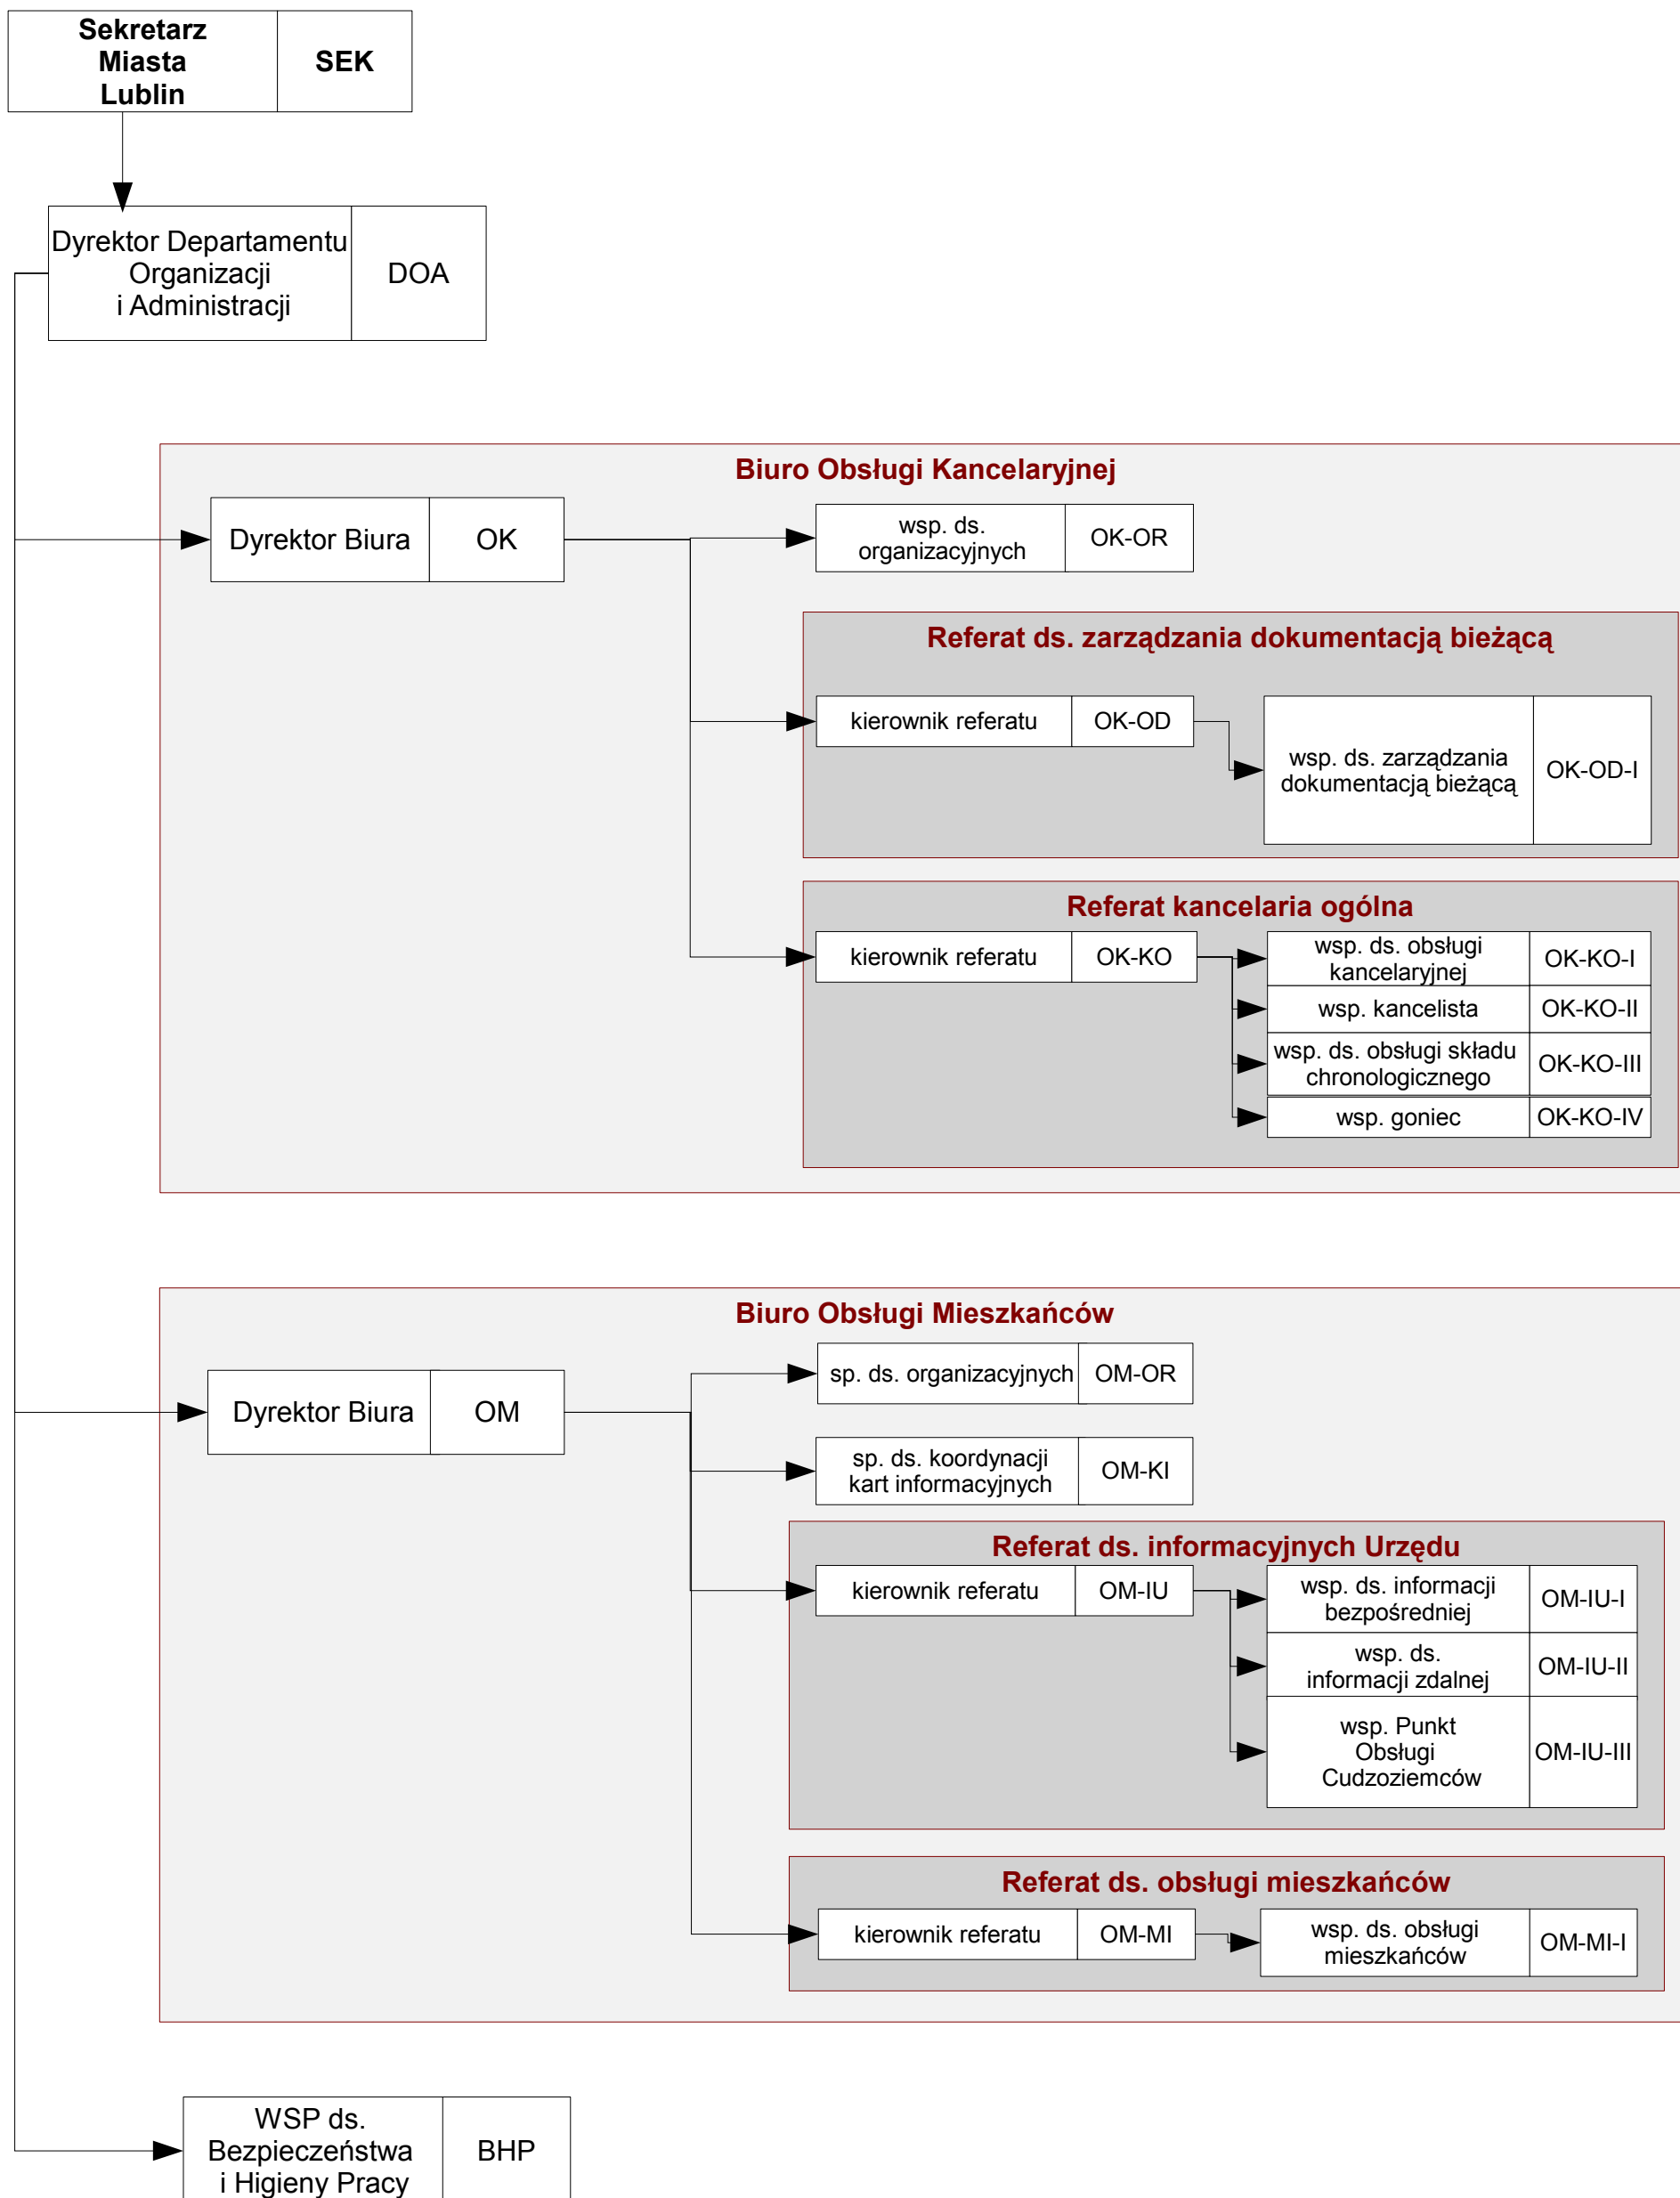 Sekretarz
Miasta
Lublin
SEK
Dyrektor Departamentu
Organizacji
i Administracji
DOA
Biuro Obsługi Kancelaryjnej
Dyrektor Biura
OK
wsp. ds.
organizacyjnych
OK-OR
Referat ds. zarządzania dokumentacją bieżącą
kierownik referatu
OK-OD
wsp. ds. zarządzania
dokumentacją bieżącą
OK-OD-I
Referat kancelaria ogólna
kierownik referatu
OK-KO
wsp. ds. obsługi
kancelaryjnej
OK-KO-I
wsp. kancelista
OK-KO-II
wsp. ds. obsługi składu
chronologicznego
OK-KO-III
wsp. goniec
OK-KO-IV
Biuro Obsługi Mieszkańców
Dyrektor Biura
OM
sp. ds. organizacyjnych
OM-OR
sp. ds. koordynacji
kart informacyjnych
OM-KI
Referat ds. informacyjnych Urzędu
kierownik referatu
OM-IU
wsp. ds. informacji
bezpośredniej
OM-IU-I
wsp. ds.
informacji zdalnej
OM-IU-II
wsp. Punkt
Obsługi
Cudzoziemców
OM-IU-III
Referat ds. obsługi mieszkańców
kierownik referatu
OM-MI
wsp. ds. obsługi
mieszkańców
OM-MI-I
WSP ds.
Bezpieczeństwa
i Higieny Pracy
BHP